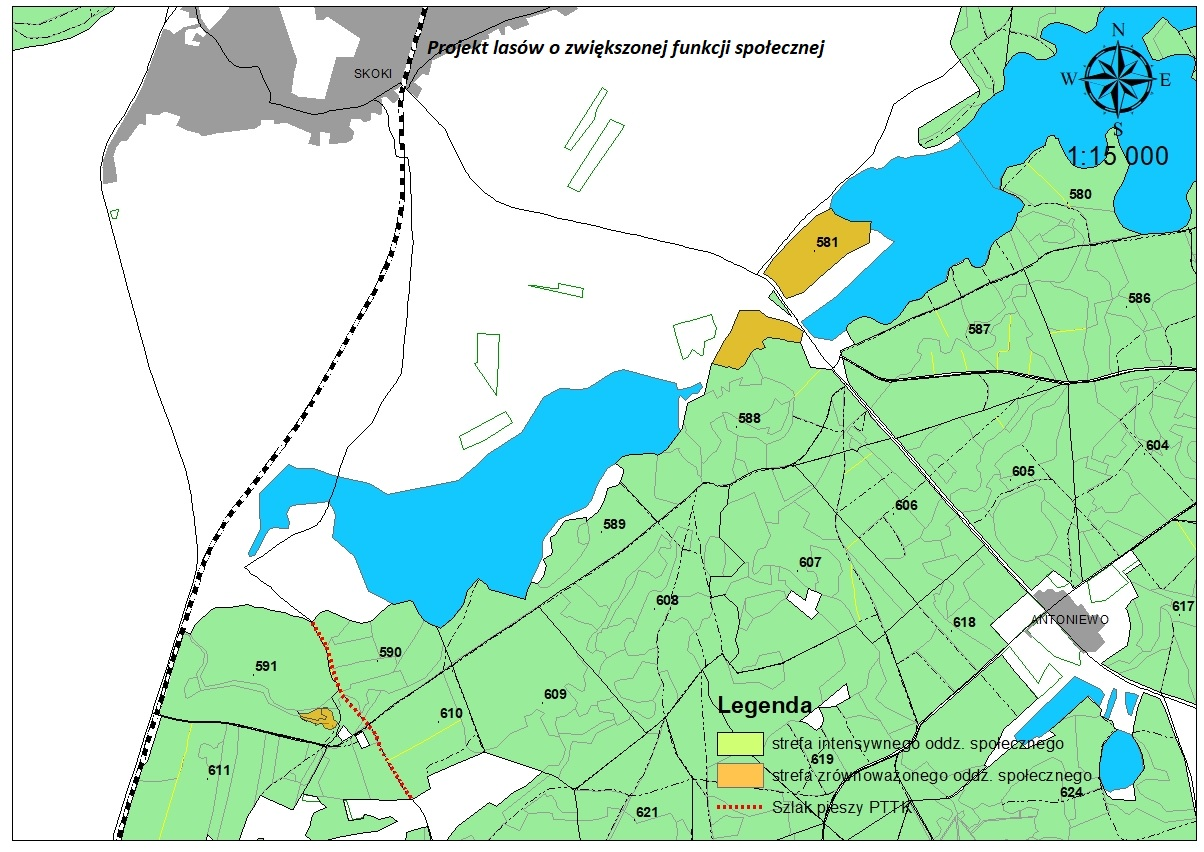 Projekt lasów o zwiększonej funkcji społecznej
SKOKI
N
W E
S
1:15 000
580
581
586
587
588
604
605
606
589
607
608
617
618
ANTONIEWO
590
591
609
610
Legenda
strefa intensywnego oddz. społecznego
619
611
strefa zrównoważonego oddz. społecznego
624
Szlak pieszy PTTK
621